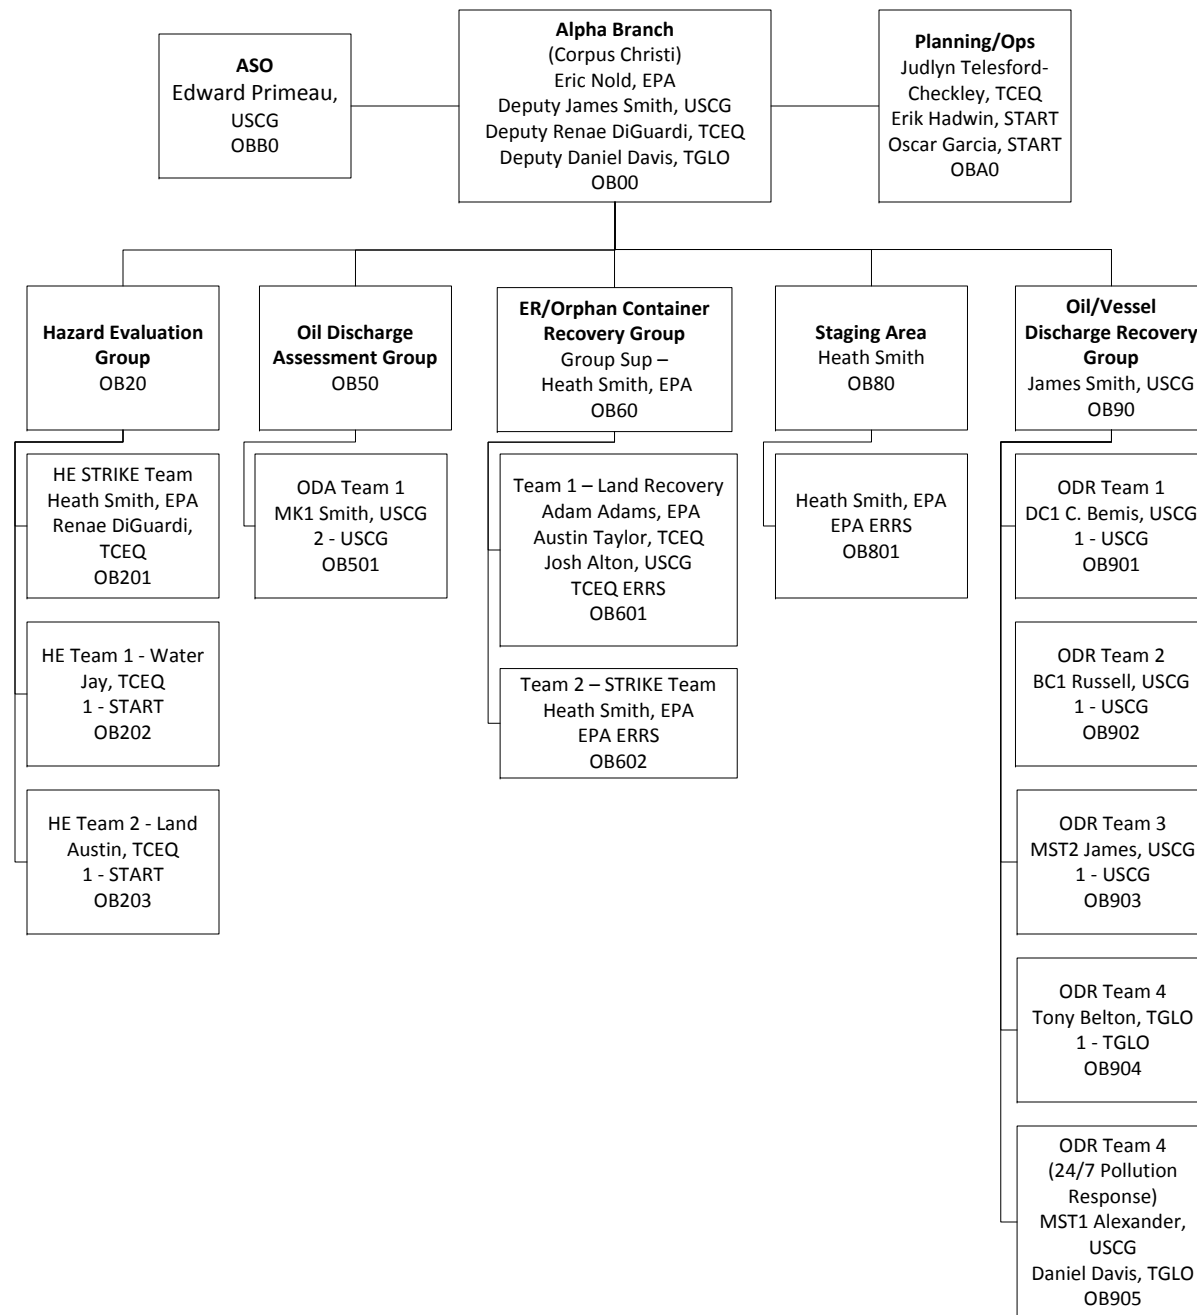 ASO
Edward Primeau,
USCG
OBB0
Alpha Branch
(Corpus Christi)
Eric Nold, EPA
Deputy James Smith, USCG
Deputy Renae DiGuardi, TCEQ
Deputy Daniel Davis, TGLO
OB00
Planning/Ops
Judlyn Telesford-
Checkley, TCEQ
Erik Hadwin, START
Oscar Garcia, START
OBA0
Hazard Evaluation
Group
OB20
Oil Discharge
Assessment Group
OB50
ER/Orphan Container
Recovery Group
Group Sup –
Heath Smith, EPA
OB60
Staging Area
Heath Smith
OB80
Oil/Vessel
Discharge Recovery
Group
James Smith, USCG
OB90
HE STRIKE Team
Heath Smith, EPA
Renae DiGuardi,
TCEQ
OB201
HE Team 1 - Water
Jay, TCEQ
1 - START
OB202
HE Team 2 - Land
Austin, TCEQ
1 - START
OB203
ODA Team 1
MK1 Smith, USCG
2 - USCG
OB501
Team 1 – Land Recovery
Adam Adams, EPA
Austin Taylor, TCEQ
Josh Alton, USCG
TCEQ ERRS
OB601
Team 2 – STRIKE Team
Heath Smith, EPA
EPA ERRS
OB602
Heath Smith, EPA
EPA ERRS
OB801
ODR Team 1
DC1 C. Bemis, USCG
1 - USCG
OB901
ODR Team 2
BC1 Russell, USCG
1 - USCG
OB902
ODR Team 3
MST2 James, USCG
1 - USCG
OB903
ODR Team 4
Tony Belton, TGLO
1 - TGLO
OB904
ODR Team 4
(24/7 Pollution
Response)
MST1 Alexander,
USCG
Daniel Davis, TGLO
OB905